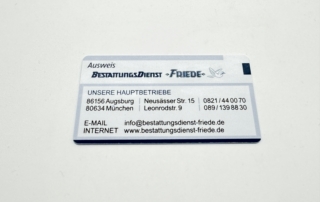 Ausweis
BESTATTUNGSDIENST -FRIEDE-
UNSERE HAUPTBETRIEBE
86156 Augsburg | Neusässer Str. 15 | 0821/44 00 70
80634 München | Leonrodstr. 9 | 089/139 88 30
E-MAIL info@bestattungsdienst-friede.de
INTERNET www.bestattungsdienst-friede.de